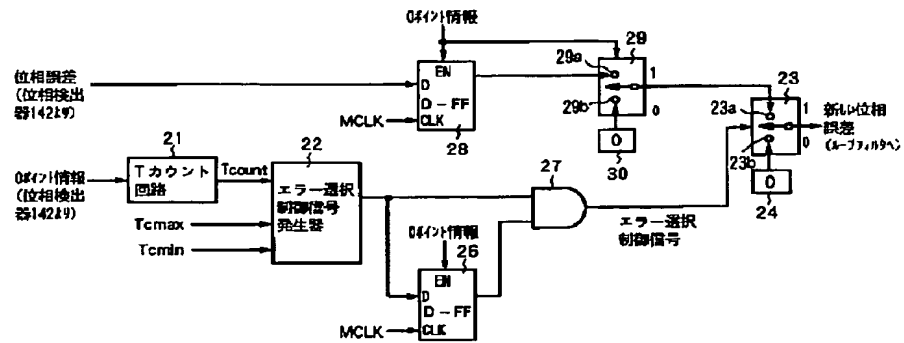 0ポイント情報
位相誤差
(位相検出
器142より)
EN
D
D-FF
CLK
MCLK
28
29
29a
29b
1
0
0
30
23
23a
23b
1
0
0
24
新しい位相
誤差
(ループフィルタへ)
21
Tカウント
回路
Tcount
0ポイント情報
(位相検出
器142より)
Tcmax
Tcmin
22
エラー選択
制御信号
発生器
27
エラー選択
制御信号
0ポイント情報
26
EN
D
D-FF
CLK
MCLK